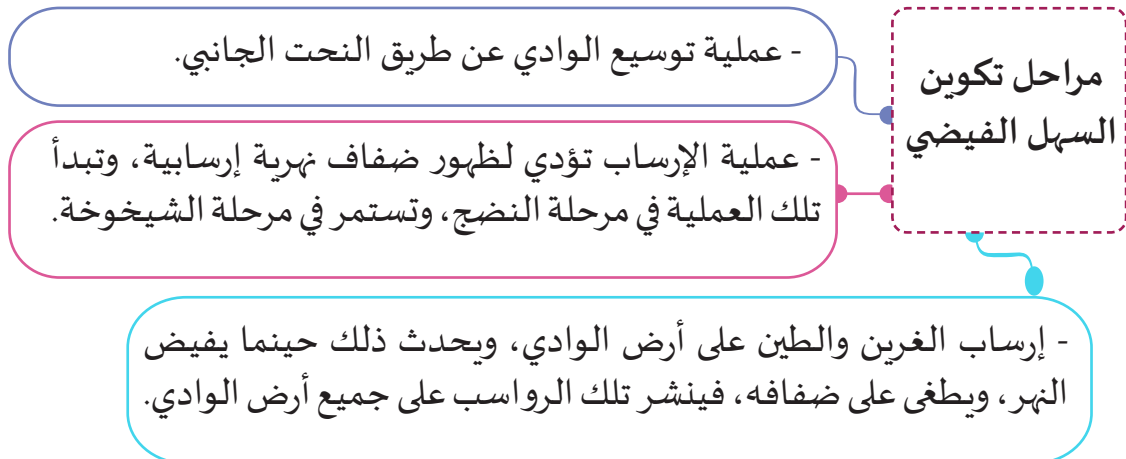 مراحل تكوين
السهل الفيضي
- عملية توسيع الوادي عن طريق النحت الجانبي.
- عملية الإرساب تؤدي لظهور ضفاف نهرية إرسابية، وتبدأ
تلك العملية في مرحلة النضج، وتستمر في مرحلة الشيخوخة.
- إرساب الغرين والطين على أرض الوادي، ويحدث ذلك حينما يفيض
النهر، ويطغى على ضفافه، فينشر تلك الرواسب على جميع أرض الوادي.